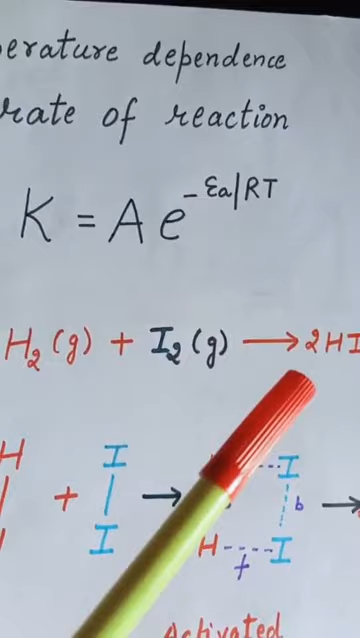 erature dependence
rate of reaction
K = A e^-Ea/RT
H₂(g) + I₂(g) → 2HI
H I I
+ → b →
I H I
f
Activated